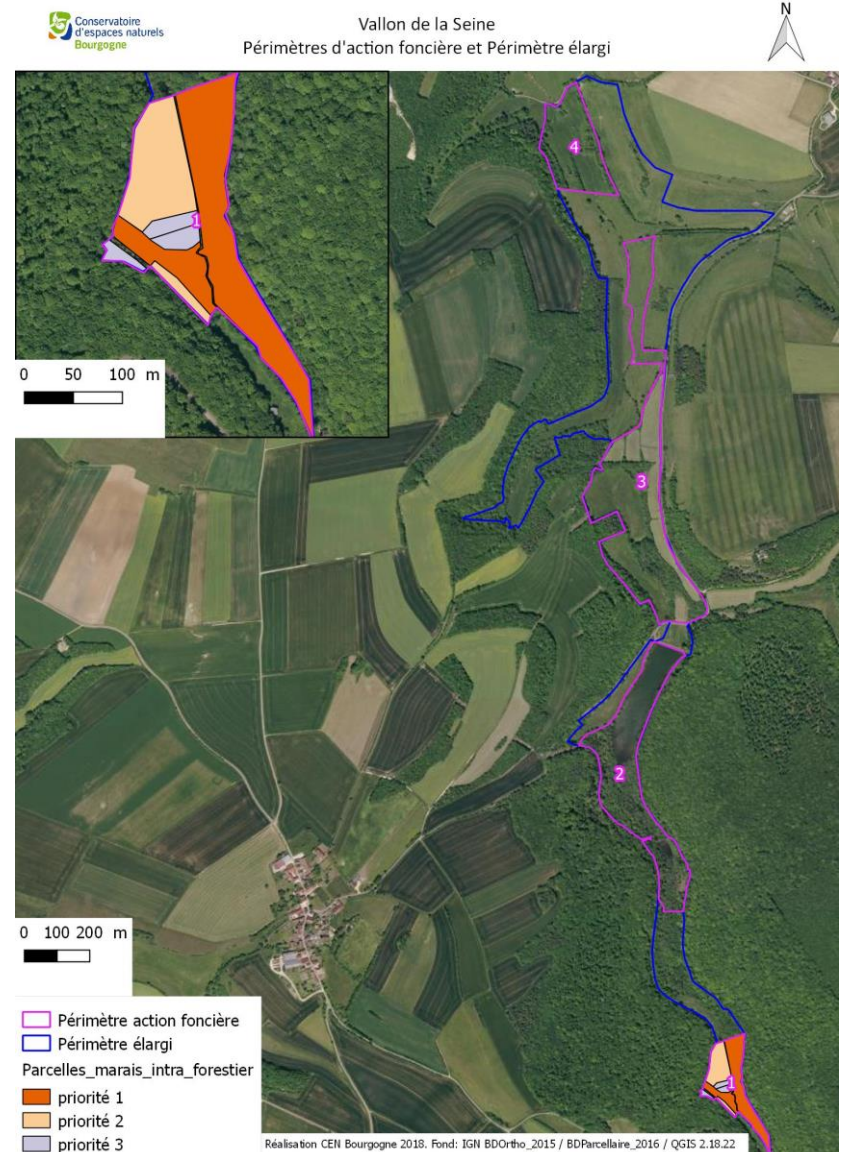 Conservatoire
d'espaces naturels
Bourgogne
Vallon de la Seine
Périmètres d'action foncière et Périmètre élargi
N
4
1
0 50 100 m
3
2
0 100 200 m
Périmètre action foncière
Périmètre élargi
Parcelles_marais_intra_forestier
priorité 1
priorité 2
priorité 3
1
Réalisation CEN Bourgogne 2018. Fond: IGN BDOrtho_2015 / BDParcellaire_2016 / QGIS 2.18.22